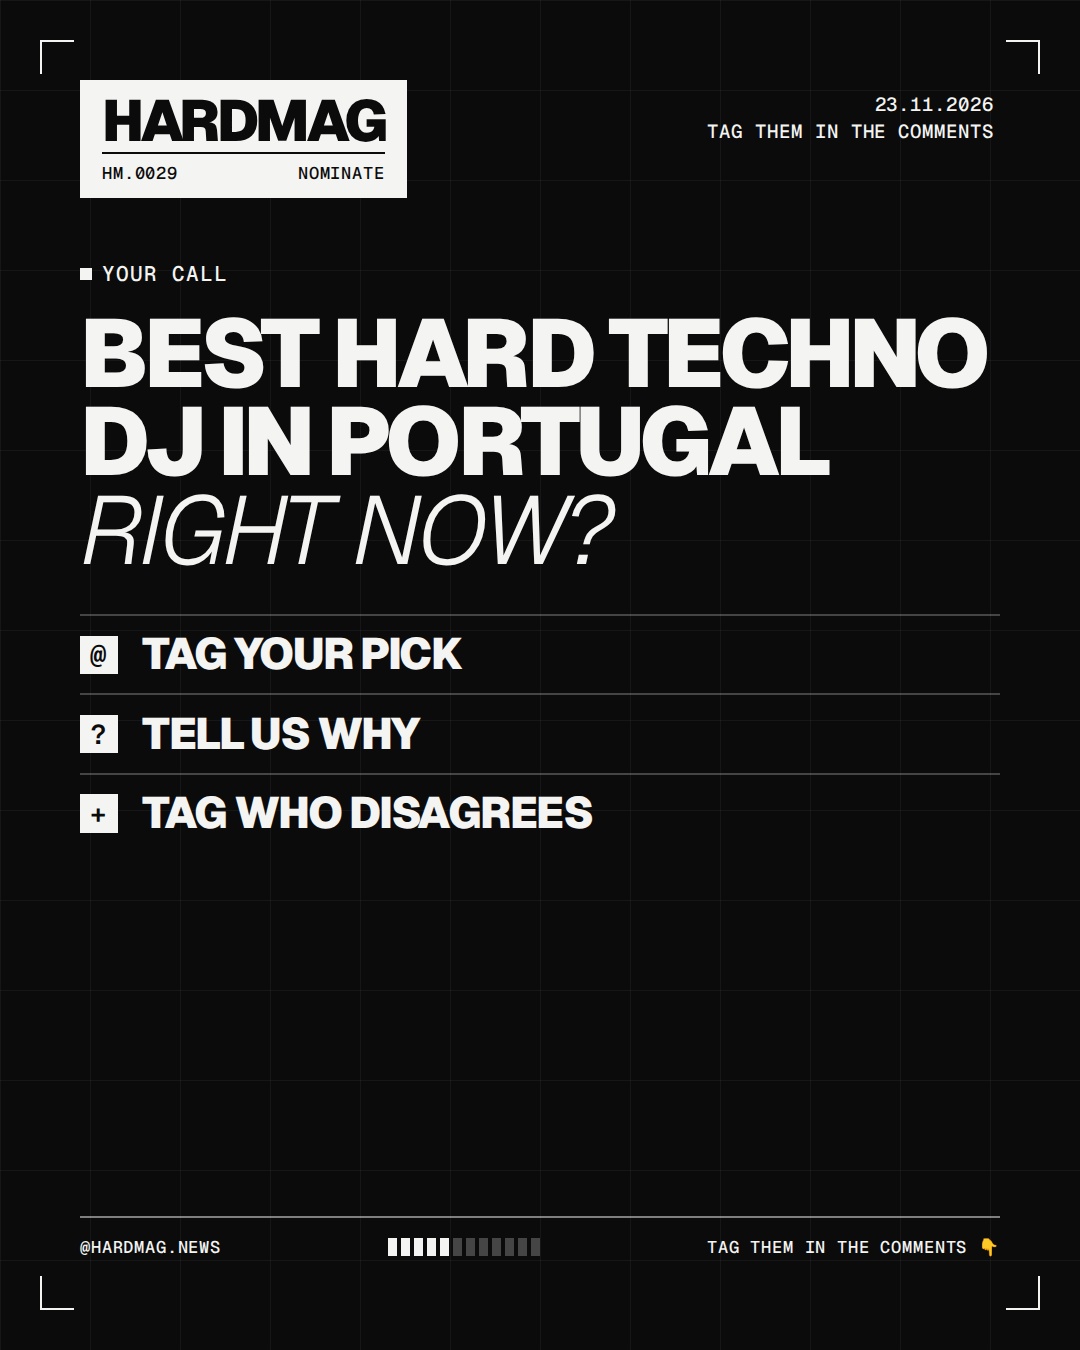 HARDMAG
HM.0029 NOMINATE
23.11.2026
TAG THEM IN THE COMMENTS
YOUR CALL
BEST HARD TECHNO
DJ IN PORTUGAL
RIGHT NOW?
@ TAG YOUR PICK
? TELL US WHY
+ TAG WHO DISAGREES
@HARDMAG.NEWS
TAG THEM IN THE COMMENTS 👇